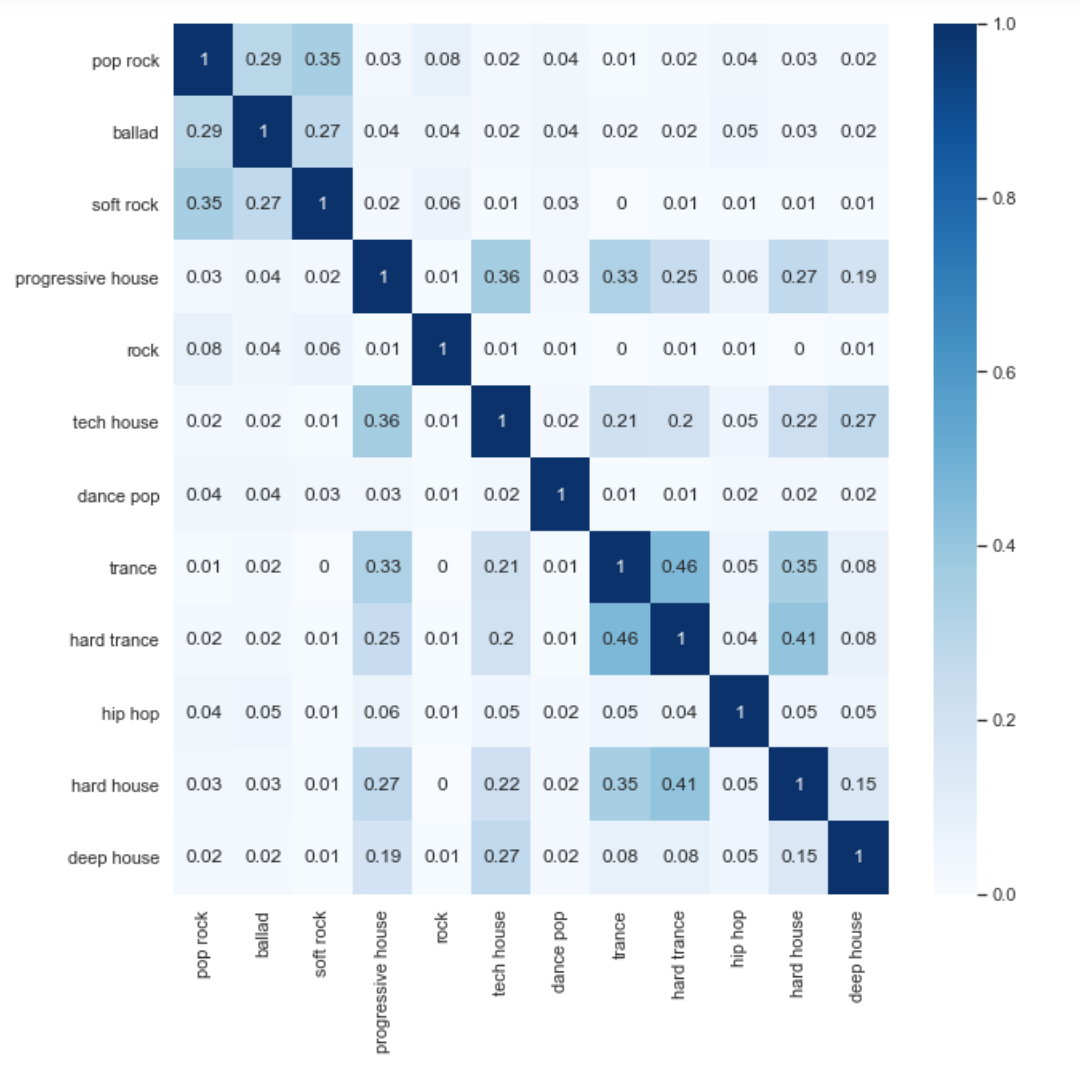 pop rock 1 0.29 0.35 0.03 0.08 0.02 0.04 0.01 0.02 0.04 0.03 0.02
ballad 0.29 1 0.27 0.04 0.04 0.02 0.04 0.02 0.02 0.05 0.03 0.02
soft rock 0.35 0.27 1 0.02 0.06 0.01 0.03 0 0.01 0.01 0.01 0.01
progressive house 0.03 0.04 0.02 1 0.01 0.36 0.03 0.33 0.25 0.06 0.27 0.19
rock 0.08 0.04 0.06 0.01 1 0.01 0.01 0 0.01 0.01 0 0.01
tech house 0.02 0.02 0.01 0.36 0.01 1 0.02 0.21 0.2 0.05 0.22 0.27
dance pop 0.04 0.04 0.03 0.03 0.01 0.02 1 0.01 0.01 0.02 0.02 0.02
trance 0.01 0.02 0 0.33 0 0.21 0.01 1 0.46 0.05 0.35 0.08
hard trance 0.02 0.02 0.01 0.25 0.01 0.2 0.01 0.46 1 0.04 0.41 0.08
hip hop 0.04 0.05 0.01 0.06 0.01 0.05 0.02 0.05 0.04 1 0.05 0.05
hard house 0.03 0.03 0.01 0.27 0 0.22 0.02 0.35 0.41 0.05 1 0.15
deep house 0.02 0.02 0.01 0.19 0.01 0.27 0.02 0.08 0.08 0.05 0.15 1
pop rock
ballad
soft rock
progressive house
rock
tech house
dance pop
trance
hard trance
hip hop
hard house
deep house
1.0
0.8
0.6
0.4
0.2
0.0